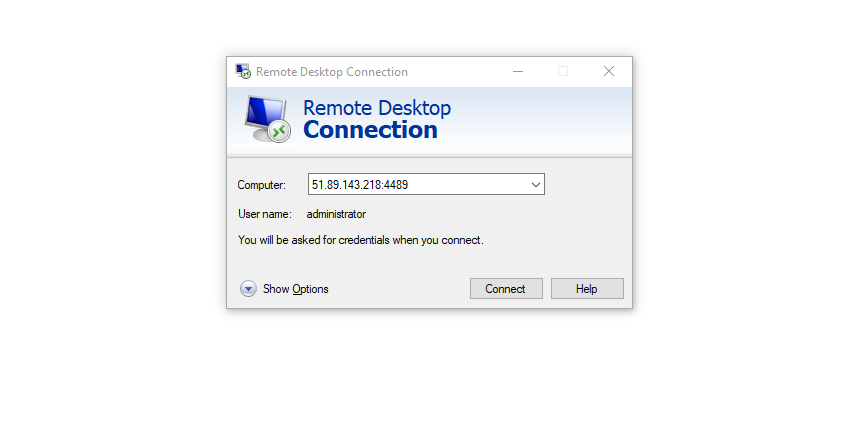 Remote Desktop Connection
Remote Desktop
Connection
Computer: 51.89.143.218:4489
User name: administrator
You will be asked for credentials when you connect.
Show Options Connect Help